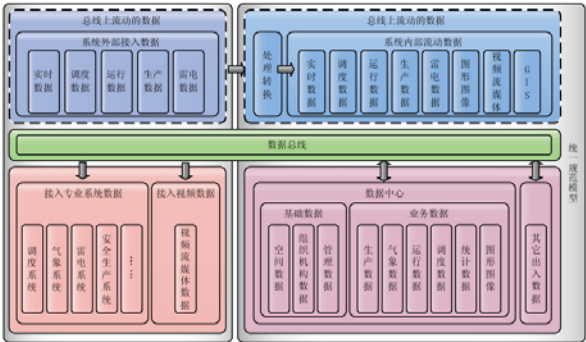 总线上流动的数据
系统外部接入数据
实时数据
调度数据
运行数据
生产数据
雷电数据
总线上流动的数据
处理转换
系统内部流动数据
实时数据
调度数据
运行数据
生产数据
雷电数据
图形图像
视频流媒体
GIS
数据总线
统一规范模型
接入专业系统数据
调度系统
气象系统
雷电系统
安全生产系统
……
接入视频数据
视频流媒体数据
数据中心
基础数据
空间数据
组织机构数据
管理数据
业务数据
生产数据
气象数据
运行数据
调度数据
统计数据
图形图像
其它出入数据